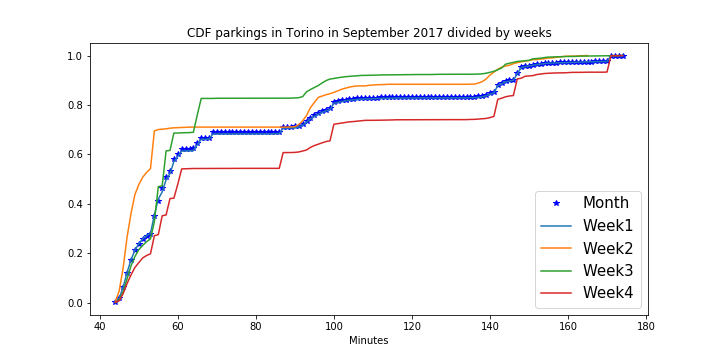 CDF parkings in Torino in September 2017 divided by weeks
1.0
0.8
0.6
0.4
0.2
0.0
Month
Week1
Week2
Week3
Week4
40 60 80 100 120 140 160 180
Minutes